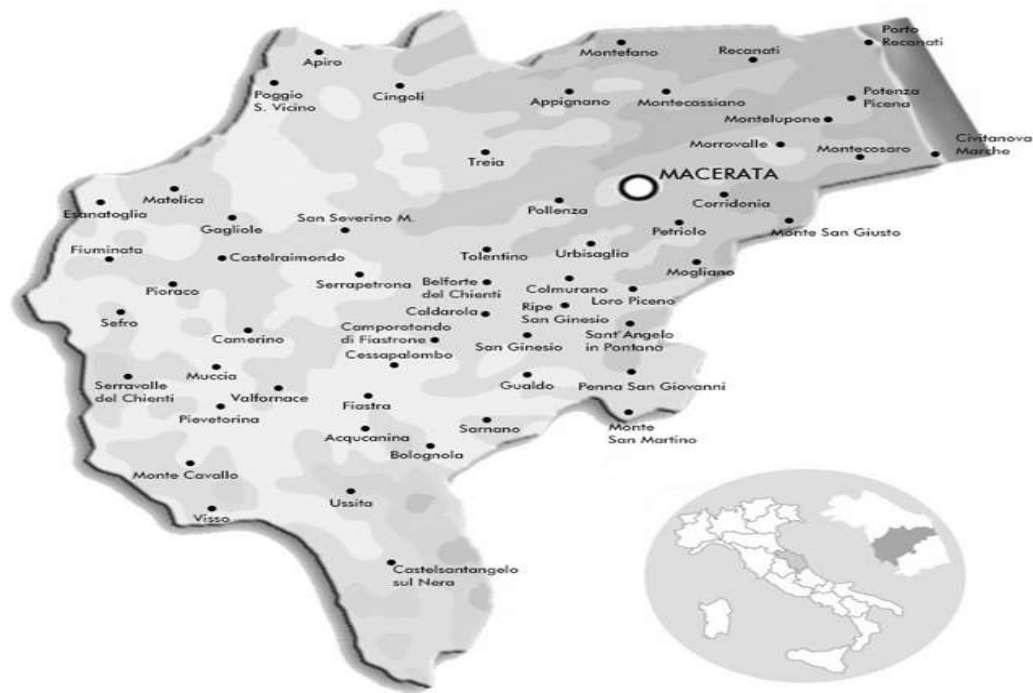 Porto
Recanati
Montefano
Recanati
Apiro
Poggio
S. Vicino
Cingoli
Appignano
Montecassiano
Potenza
Picena
Montelupone
Morrovalle
Montecosaro
Civitanova
Marche
Treia
MACERATA
Matelica
Esanatoglia
Gagliole
San Severino M.
Pollenza
Corridonia
Petriolo
Monte San Giusto
Fiuminata
Castelraimondo
Tolentino
Urbisaglia
Mogliano
Pioraco
Serrapetrona
Belforte
del Chienti
Colmurano
Loro Piceno
Sefro
Caldarola
Ripe
San Ginesio
Camerino
Camporotondo
di Fiastrone
San Ginesio
Sant'Angelo
in Pontano
Cessapalombo
Muccia
Serravalle
del Chienti
Valfornace
Gualdo
Penna San Giovanni
Pievetorina
Fiastra
Sarnano
Monte
San Martino
Acqucanina
Bolognola
Monte Cavallo
Ussita
Visso
Castelsantangelo
sul Nera